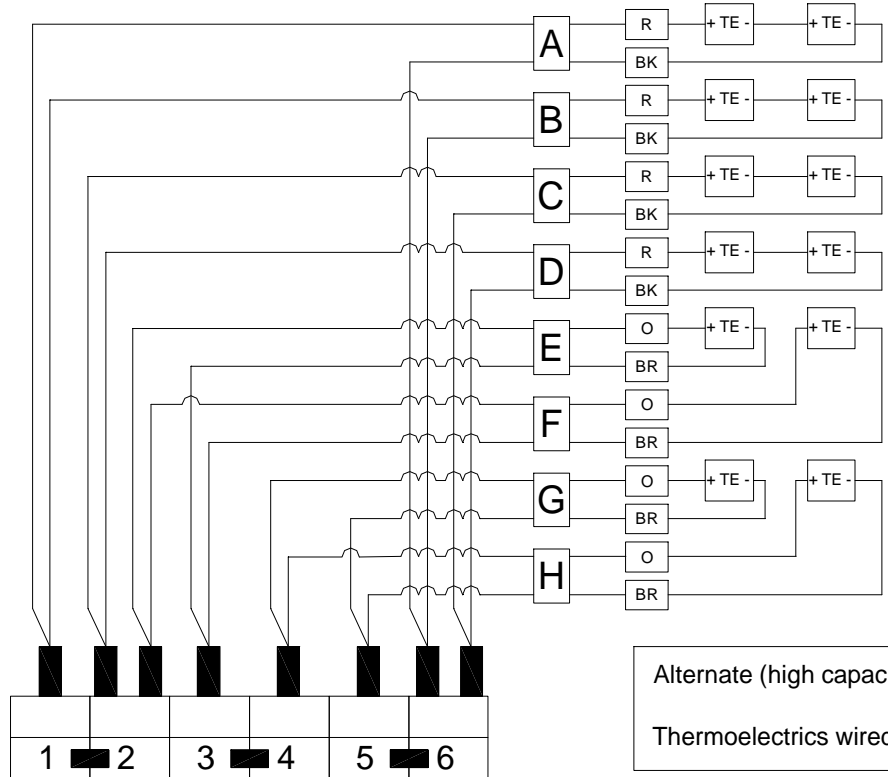 A R + TE - + TE -
BK
B R + TE - + TE -
BK
C R + TE - + TE -
BK
D R + TE - + TE -
BK
E O + TE - + TE -
BR
F O
BR
G O + TE - + TE -
BR
H O
BR
Alternate (high capac
Thermoelectrics wired
1 2 3 4 5 6